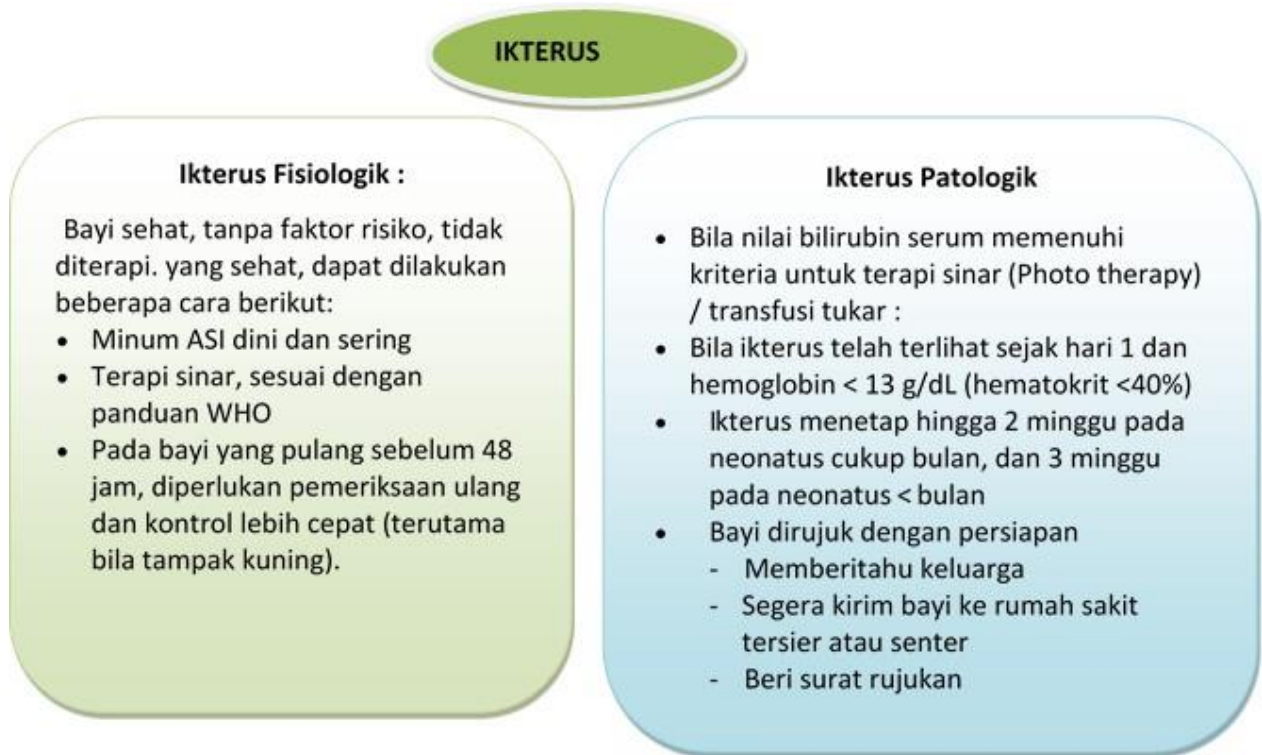 IKTERUS
Ikterus Fisiologik :
Bayi sehat, tanpa faktor risiko, tidak
diterapi. yang sehat, dapat dilakukan
beberapa cara berikut:
• Minum ASI dini dan sering
• Terapi sinar, sesuai dengan
panduan WHO
• Pada bayi yang pulang sebelum 48
jam, diperlukan pemeriksaan ulang
dan kontrol lebih cepat (terutama
bila tampak kuning).
Ikterus Patologik
• Bila nilai bilirubin serum memenuhi
kriteria untuk terapi sinar (Photo therapy)
/ transfusi tukar :
• Bila ikterus telah terlihat sejak hari 1 dan
hemoglobin < 13 g/dL (hematokrit <40%)
• Ikterus menetap hingga 2 minggu pada
neonatus cukup bulan, dan 3 minggu
pada neonatus < bulan
• Bayi dirujuk dengan persiapan
- Memberitahu keluarga
- Segera kirim bayi ke rumah sakit
tersier atau senter
- Beri surat rujukan